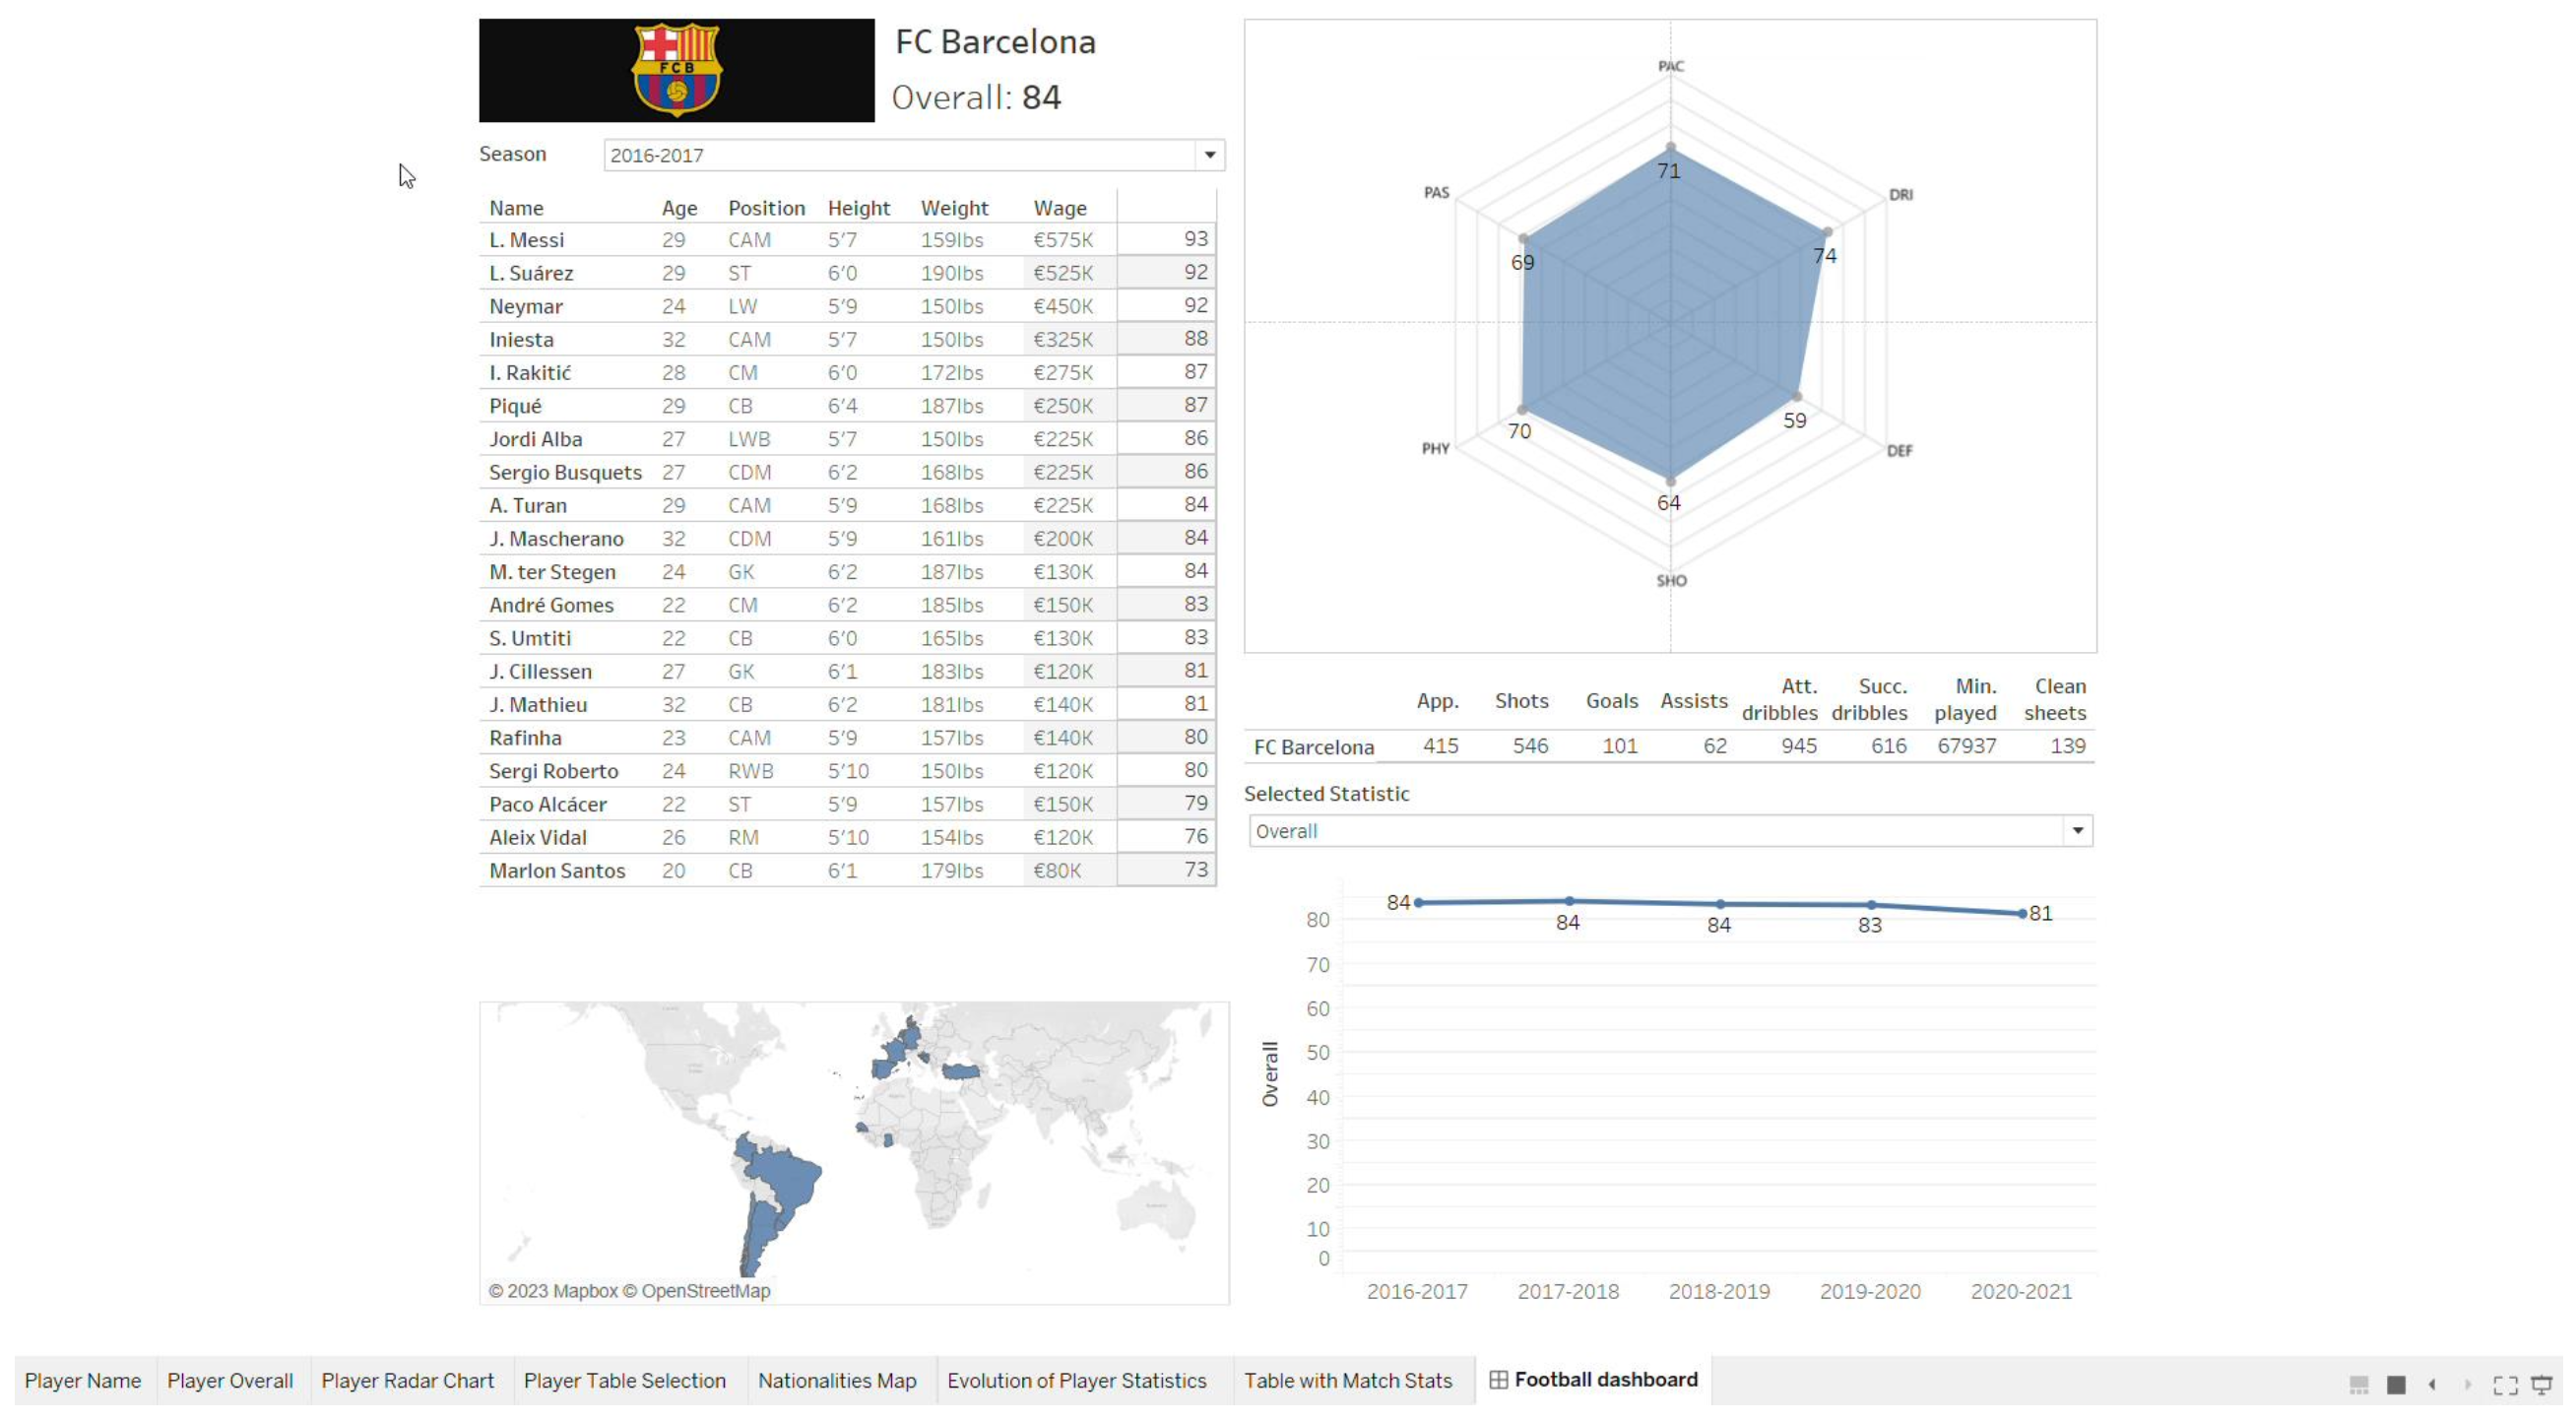 FCB
FC Barcelona
Overall: 84
Season
2016-2017
Name Age Position Height Weight Wage
L. Messi 29 CAM 5'7 159lbs €575K 93
L. Suárez 29 ST 6'0 190lbs €525K 92
Neymar 24 LW 5'9 150lbs €450K 92
Iniesta 32 CAM 5'7 150lbs €325K 88
I. Rakitić 28 CM 6'0 172lbs €275K 87
Piqué 29 CB 6'4 187lbs €250K 87
Jordi Alba 27 LWB 5'7 150lbs €225K 86
Sergio Busquets 27 CDM 6'2 168lbs €225K 86
A. Turan 29 CAM 5'9 168lbs €225K 84
J. Mascherano 32 CDM 5'9 161lbs €200K 84
M. ter Stegen 24 GK 6'2 187lbs €130K 84
André Gomes 22 CM 6'2 185lbs €150K 83
S. Umtiti 22 CB 6'0 165lbs €130K 83
J. Cillessen 27 GK 6'1 183lbs €120K 81
J. Mathieu 32 CB 6'2 181lbs €140K 81
Rafinha 23 CAM 5'9 157lbs €140K 80
Sergi Roberto 24 RWB 5'10 150lbs €120K 80
Paco Alcácer 22 ST 5'9 157lbs €150K 79
Aleix Vidal 26 RM 5'10 154lbs €120K 76
Marlon Santos 20 CB 6'1 179lbs €80K 73
© 2023 Mapbox © OpenStreetMap
PAC
71
PAS
DRI
69
74
70
59
PHY
DEF
64
SHO
App. Shots Goals Assists Att. dribbles Succ. dribbles Min. played Clean sheets
FC Barcelona 415 546 101 62 945 616 67937 139
Selected Statistic
Overall
84 84 84 83 81
80
70
60
50
40
30
20
10
0
Overall
2016-2017 2017-2018 2018-2019 2019-2020 2020-2021
Player Name Player Overall Player Radar Chart Player Table Selection Nationalities Map Evolution of Player Statistics Table with Match Stats Football dashboard